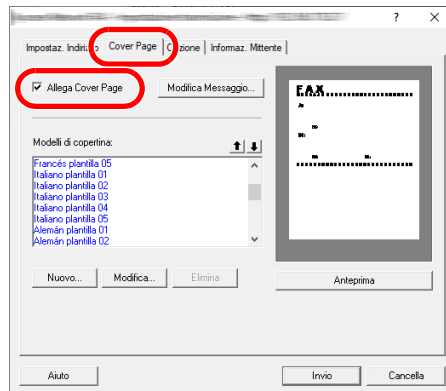 ? X
Impostaz. Cover Page Informaz. Mittente
Allega Cover Page Modifica Messaggio...
FAX
Modelli di copertina:
Francés plantilla 05
Italiano plantilla 01
Italiano plantilla 02
Italiano plantilla 03
Italiano plantilla 04
Italiano plantilla 05
Alemán plantilla 01
Alemán plantilla 02
Nuovo... Modifica... Elimina Anteprima
Aiuto Invio Cancella